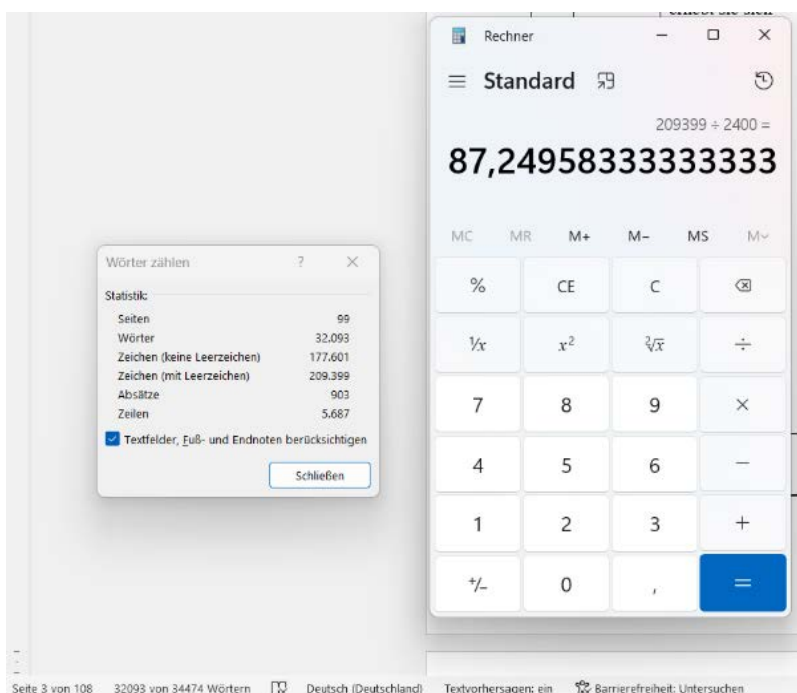 Rechner
Standard
209399 ÷ 2400 =
87,24958333333333
MC MR M+ M− MS M
% CE C
¹/x x² ²√x ÷
7 8 9 ×
4 5 6 −
1 2 3 +
+/− 0 , =
Wörter zählen ?
Statistik:
Seiten 99
Wörter 32.093
Zeichen (keine Leerzeichen) 177.601
Zeichen (mit Leerzeichen) 209.399
Absätze 903
Zeilen 5.687
Textfelder, Fuß- und Endnoten berücksichtigen
Schließen
Seite 3 von 108 32093 von 34474 Wörtern Deutsch (Deutschland) Textvorhersagen: ein Barrierefreiheit: Untersuchen